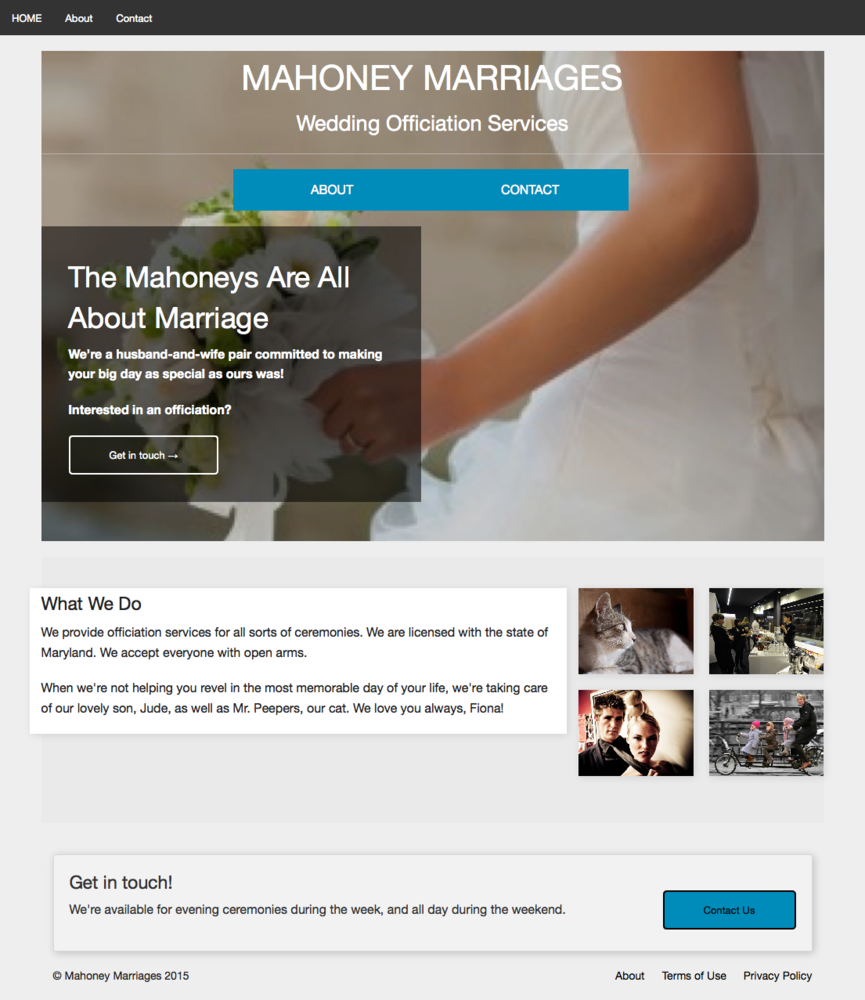 HOME About Contact
MAHONEY MARRIAGES
Wedding Officiation Services
ABOUT CONTACT
The Mahoneys Are All
About Marriage
We're a husband-and-wife pair committed to making
your big day as special as ours was!
Interested in an officiation?
Get in touch →
What We Do
We provide officiation services for all sorts of ceremonies. We are licensed with the state of
Maryland. We accept everyone with open arms.
When we're not helping you revel in the most memorable day of your life, we're taking care
of our lovely son, Jude, as well as Mr. Peepers, our cat. We love you always, Fiona!
Get in touch!
We're available for evening ceremonies during the week, and all day during the weekend.
Contact Us
© Mahoney Marriages 2015
About Terms of Use Privacy Policy